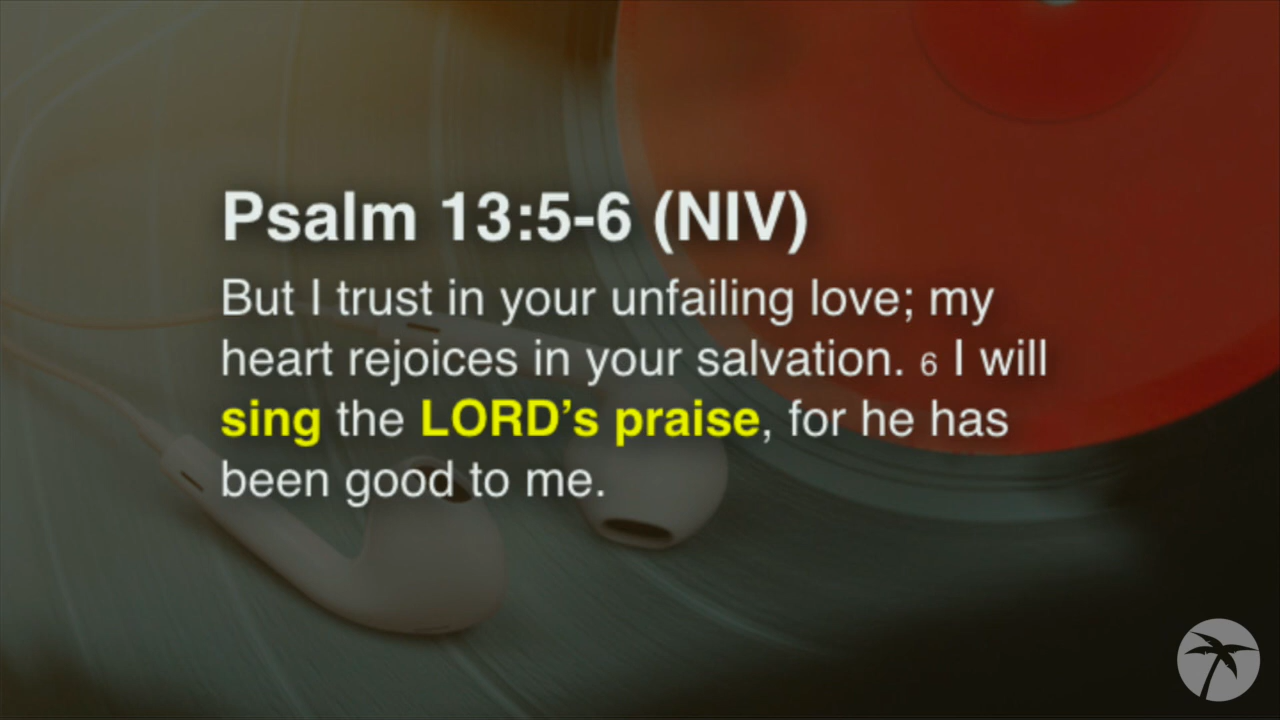 Psalm 13:5-6 (NIV)
But I trust in your unfailing love; my
heart rejoices in your salvation. 6 I will
sing the LORD’s praise, for he has
been good to me.